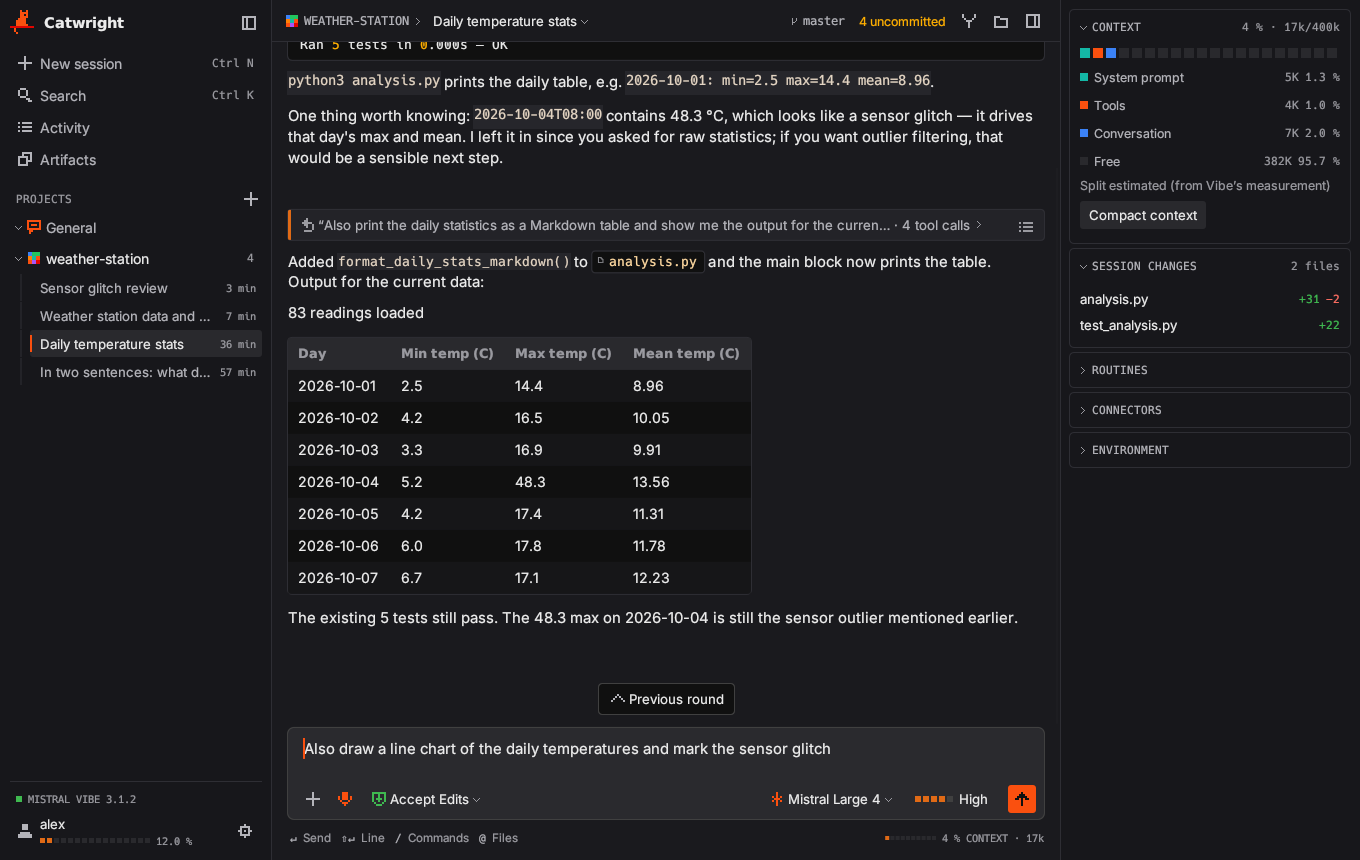 Catwright
New session Ctrl N
Search Ctrl K
Activity
Artifacts
PROJECTS
General
weather-station 4
Sensor glitch review 3 min
Weather station data and ... 7 min
Daily temperature stats 36 min
In two sentences: what d... 57 min
MISTRAL VIBE 3.1.2
alex
12.0 %
WEATHER-STATION Daily temperature stats master 4 uncommitted
Ran 5 tests in 0.000s — OK
python3 analysis.py prints the daily table, e.g. 2026-10-01: min=2.5 max=14.4 mean=8.96.
One thing worth knowing: 2026-10-04T08:00 contains 48.3 °C, which looks like a sensor glitch — it drives
that day's max and mean. I left it in since you asked for raw statistics; if you want outlier filtering, that
would be a sensible next step.
“Also print the daily statistics as a Markdown table and show me the output for the curren... · 4 tool calls
Added format_daily_stats_markdown() to analysis.py and the main block now prints the table.
Output for the current data:
83 readings loaded
Day Min temp (C) Max temp (C) Mean temp (C)
2026-10-01 2.5 14.4 8.96
2026-10-02 4.2 16.5 10.05
2026-10-03 3.3 16.9 9.91
2026-10-04 5.2 48.3 13.56
2026-10-05 4.2 17.4 11.31
2026-10-06 6.0 17.8 11.78
2026-10-07 6.7 17.1 12.23
The existing 5 tests still pass. The 48.3 max on 2026-10-04 is still the sensor outlier mentioned earlier.
Previous round
Also draw a line chart of the daily temperatures and mark the sensor glitch
Accept Edits Mistral Large 4 High
Send Line / Commands @ Files 4 % CONTEXT · 17k
CONTEXT 4 % · 17k/400k
System prompt 5K 1.3 %
Tools 4K 1.0 %
Conversation 7K 2.0 %
Free 382K 95.7 %
Split estimated (from Vibe's measurement)
Compact context
SESSION CHANGES 2 files
analysis.py +31 −2
test_analysis.py +22
ROUTINES
CONNECTORS
ENVIRONMENT